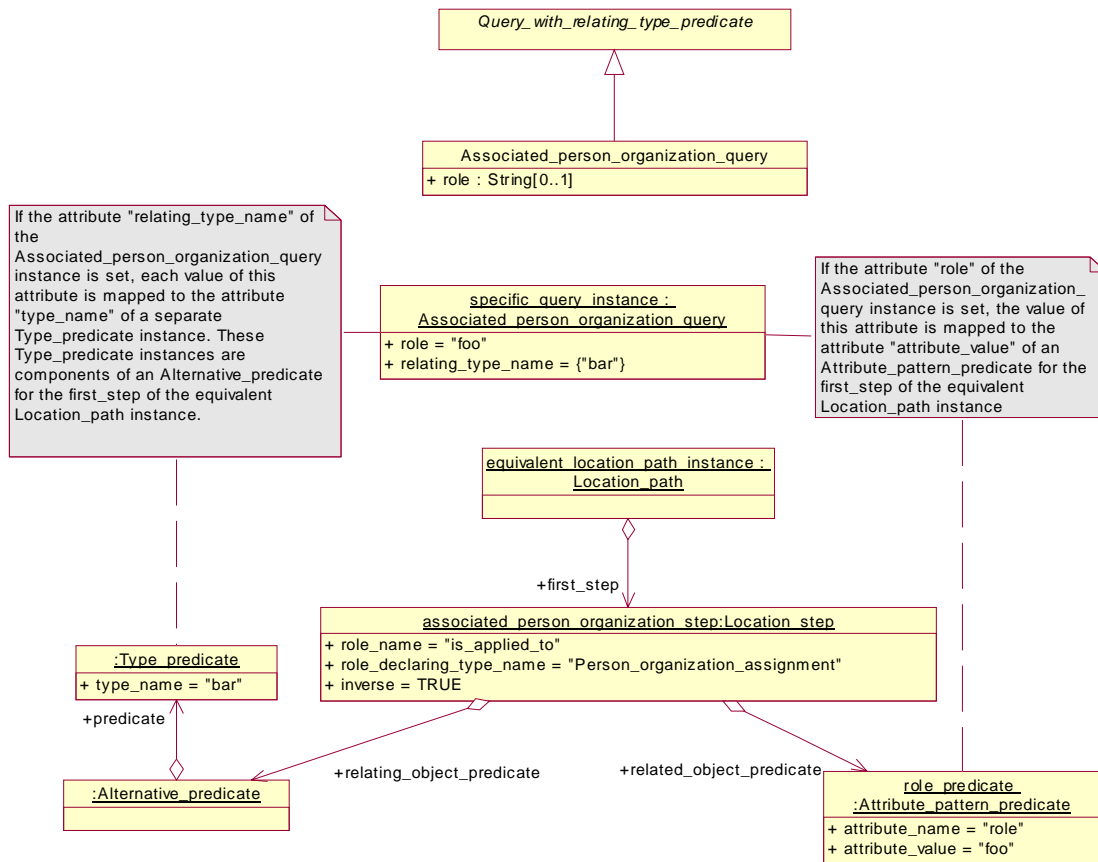 Query_with_relating_type_predicate
Associated_person_organization_query
+ role : String[0..1]
If the attribute "relating_type_name" of
the
Associated_person_organization_query
instance is set, each value of this
attribute is mapped to the attribute
"type_name" of a separate
Type_predicate instance. These
Type_predicate instances are
components of an Alternative_predicate
for the first_step of the equivalent
Location_path instance.
specific_query_instance :
Associated_person_organization_query
+ role = "foo"
+ relating_type_name = {"bar"}
If the attribute "role" of the
Associated_person_organization_
query instance is set, the value of
this attribute is mapped to the
attribute "attribute_value" of an
Attribute_pattern_predicate for the
first_step of the equivalent
Location_path instance
equivalent_location_path_instance :
Location_path
+first_step
associated_person_organization_step:Location_step
+ role_name = "is_applied_to"
+ role_declaring_type_name = "Person_organization_assignment"
+ inverse = TRUE
:Type_predicate
+ type_name = "bar"
+predicate
+relating_object_predicate
+related_object_predicate
:Alternative_predicate
role_predicate
:Attribute_pattern_predicate
+ attribute_name = "role"
+ attribute_value = "foo"